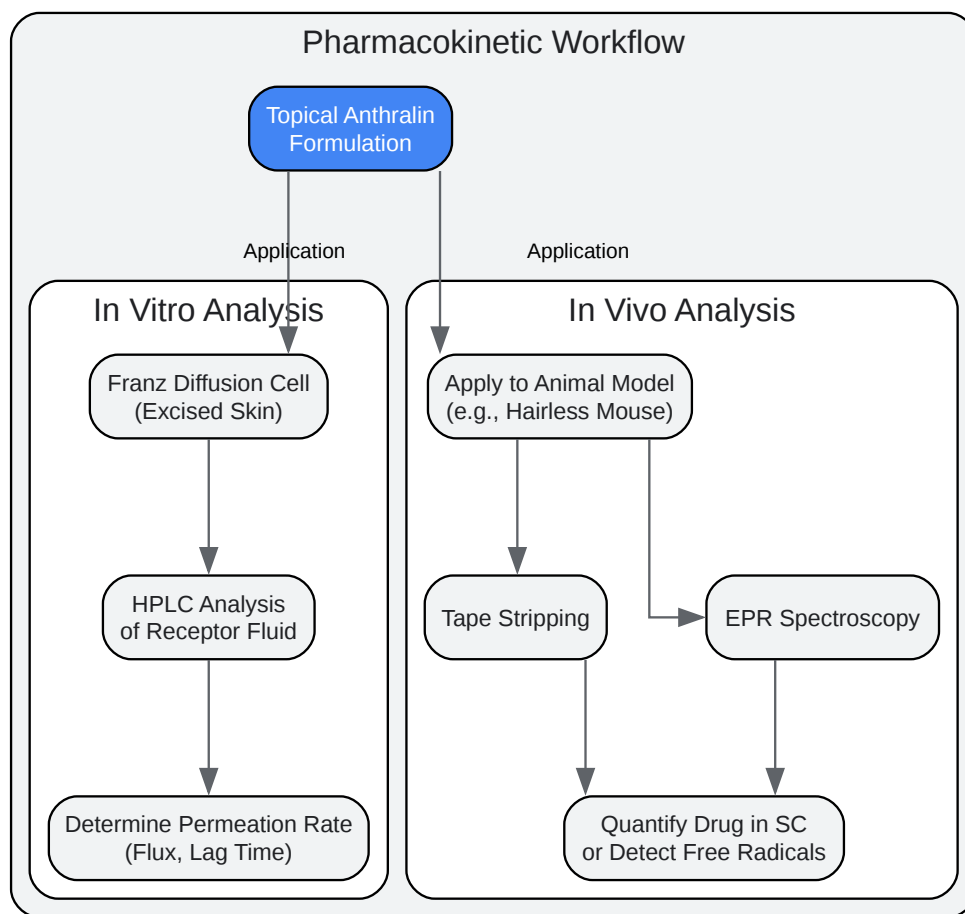 Pharmacokinetic Workflow
Topical Anthralin
Formulation
Application
Application
In Vitro Analysis
Franz Diffusion Cell
(Excised Skin)
HPLC Analysis
of Receptor Fluid
Determine Permeation Rate
(Flux, Lag Time)
In Vivo Analysis
Apply to Animal Model
(e.g., Hairless Mouse)
Tape Stripping
EPR Spectroscopy
Quantify Drug in SC
or Detect Free Radicals